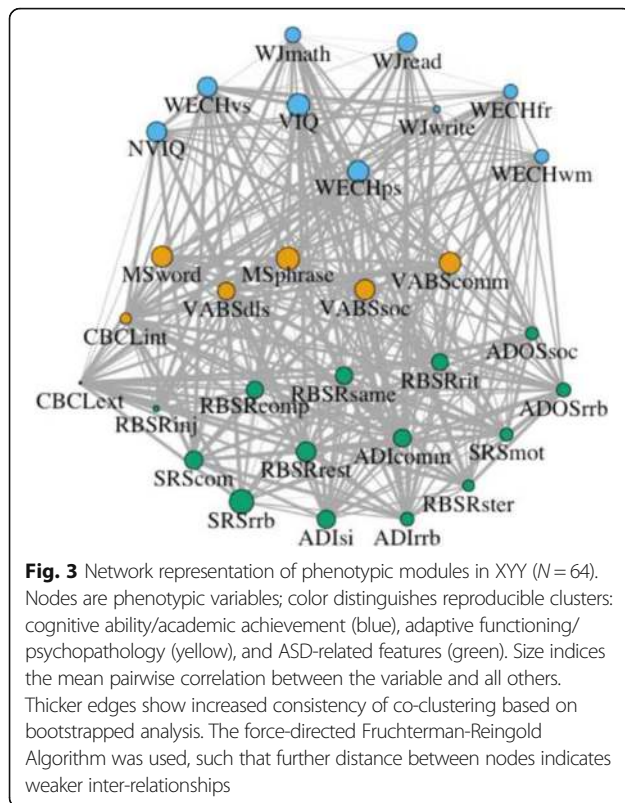 WJmath
WJread
WECHvs
VIQ
WJwrite
WECHfr
NVIQ
WECHps
WECHwm
MSword
MSphrase
VABScomm
VABSdls
VABSsoc
CBCLint
ADOSsoc
CBCLext
RBSRcomp
RBSRsame
RBSRrit
ADOSrrb
RBSRinj
SRScom
RBSRrest
ADIcomm
SRSmot
RBSRster
SRSrrb
ADIsi
ADIrrb
Fig. 3 Network representation of phenotypic modules in XYY (N = 64).
Nodes are phenotypic variables; color distinguishes reproducible clusters:
cognitive ability/academic achievement (blue), adaptive functioning/
psychopathology (yellow), and ASD-related features (green). Size indices
the mean pairwise correlation between the variable and all others.
Thicker edges show increased consistency of co-clustering based on
bootstrapped analysis. The force-directed Fruchterman-Reingold
Algorithm was used, such that further distance between nodes indicates
weaker inter-relationships